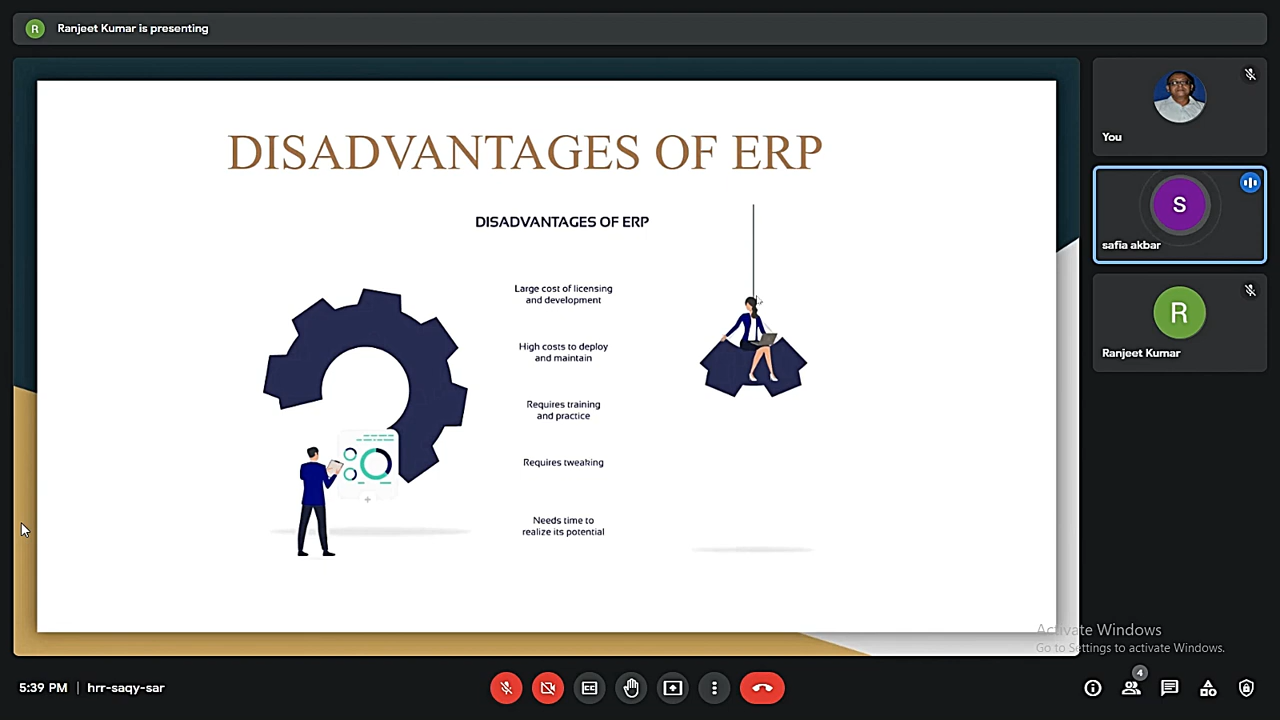 R Ranjeet Kumar is presenting
DISADVANTAGES OF ERP
DISADVANTAGES OF ERP
Large cost of licensing
and development
High costs to deploy
and maintain
Requires training
and practice
Requires tweaking
Needs time to
realize its potential
You
S
safia akbar
R
Ranjeet Kumar
Activate Windows
Go to Settings to activate Windows.
5:39 PM | hrr-saqy-sar
4